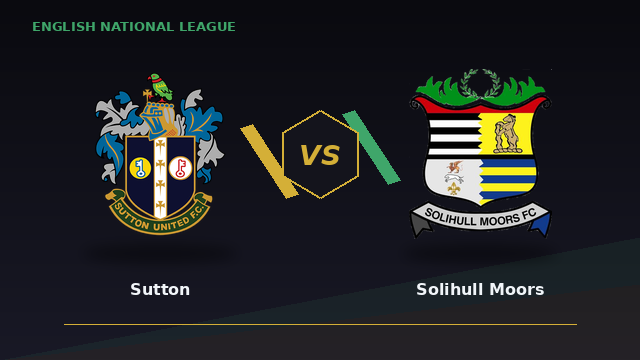 ENGLISH NATIONAL LEAGUE
VS
SUTTON UNITED F.C.
SOLIHULL MOORS FC
Sutton
Solihull Moors